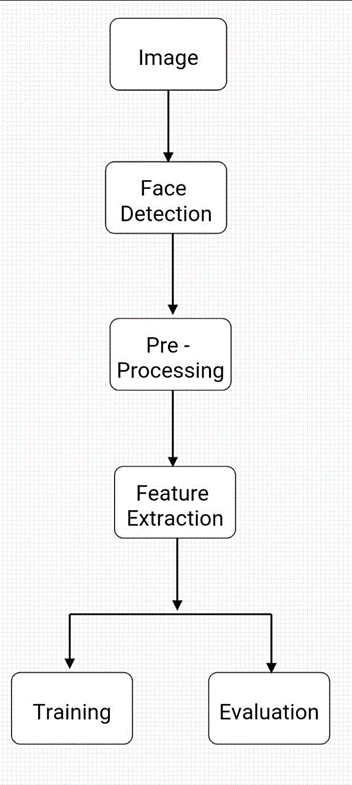 Image
Face
Detection
Pre -
Processing
Feature
Extraction
Training
Evaluation